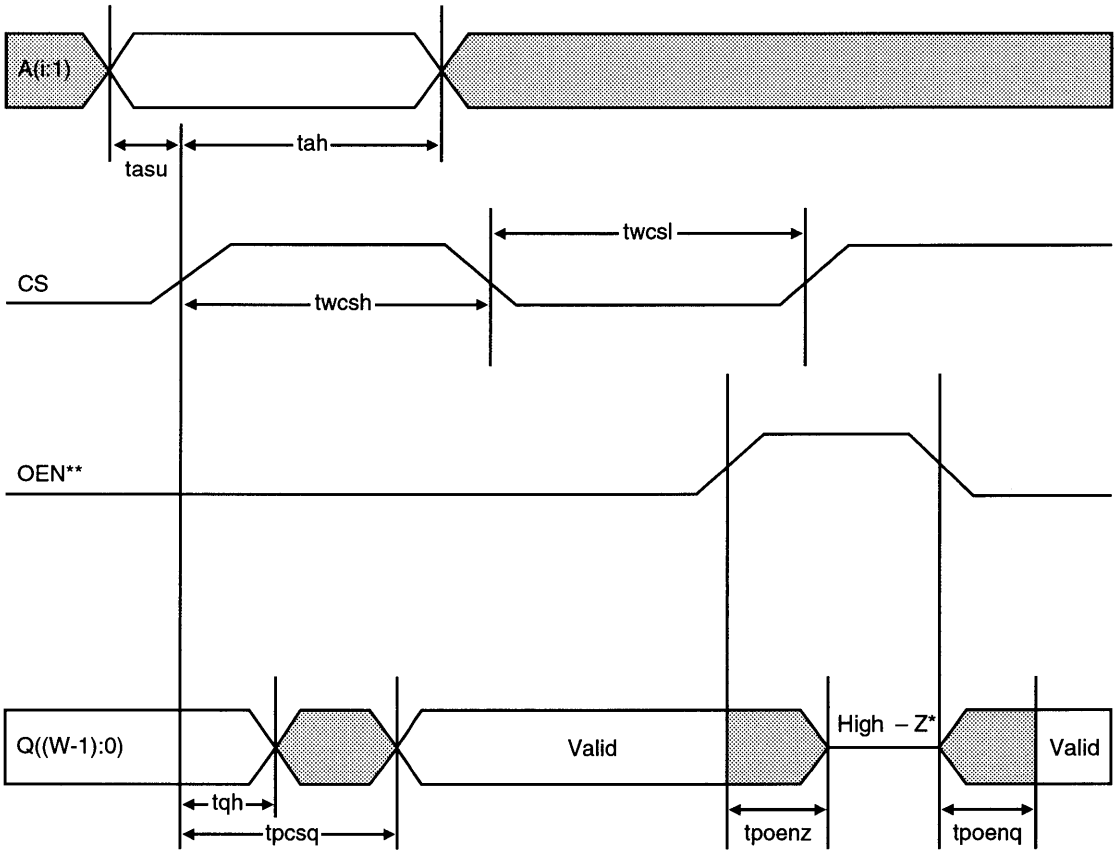 A(i:1)
tah
tasu
twcsl
CS
twcsh
OEN**
High – Z*
Q((W-1):0)
Valid
Valid
tqh
tpcsq
tpoenz
tpoenq